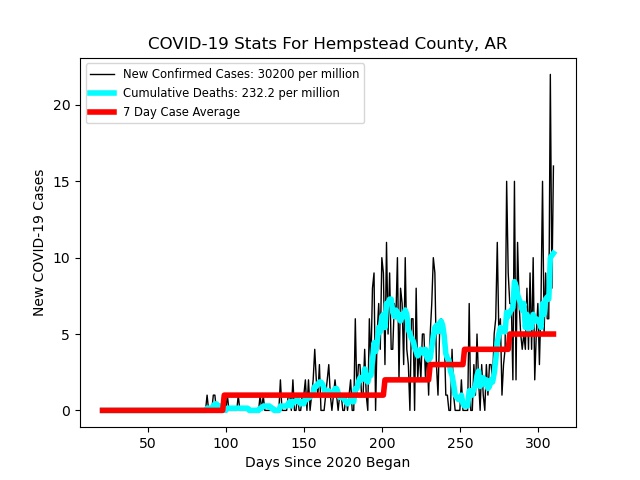 COVID-19 Stats For Hempstead County, AR
New Confirmed Cases: 30200 per million
Cumulative Deaths: 232.2 per million
7 Day Case Average
New COVID-19 Cases
20
15
10
5
0
50 100 150 200 250 300
Days Since 2020 Began